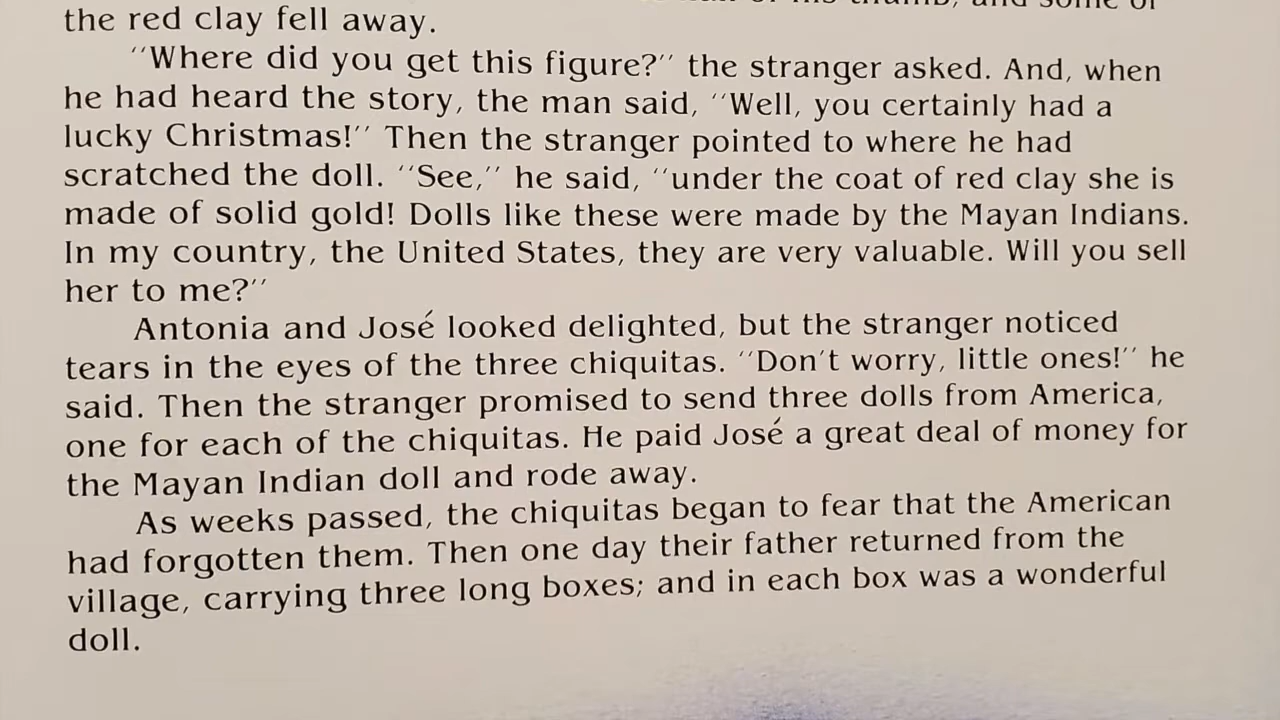 the red clay fell away.
"Where did you get this figure?" the stranger asked. And, when
he had heard the story, the man said, "Well, you certainly had a
lucky Christmas!" Then the stranger pointed to where he had
scratched the doll. "See," he said, "under the coat of red clay she is
made of solid gold! Dolls like these were made by the Mayan Indians.
In my country, the United States, they are very valuable. Will you sell
her to me?"
Antonia and José looked delighted, but the stranger noticed
tears in the eyes of the three chiquitas. "Don't worry, little ones!" he
said. Then the stranger promised to send three dolls from America,
one for each of the chiquitas. He paid José a great deal of money for
the Mayan Indian doll and rode away.
As weeks passed, the chiquitas began to fear that the American
had forgotten them. Then one day their father returned from the
village, carrying three long boxes; and in each box was a wonderful
doll.